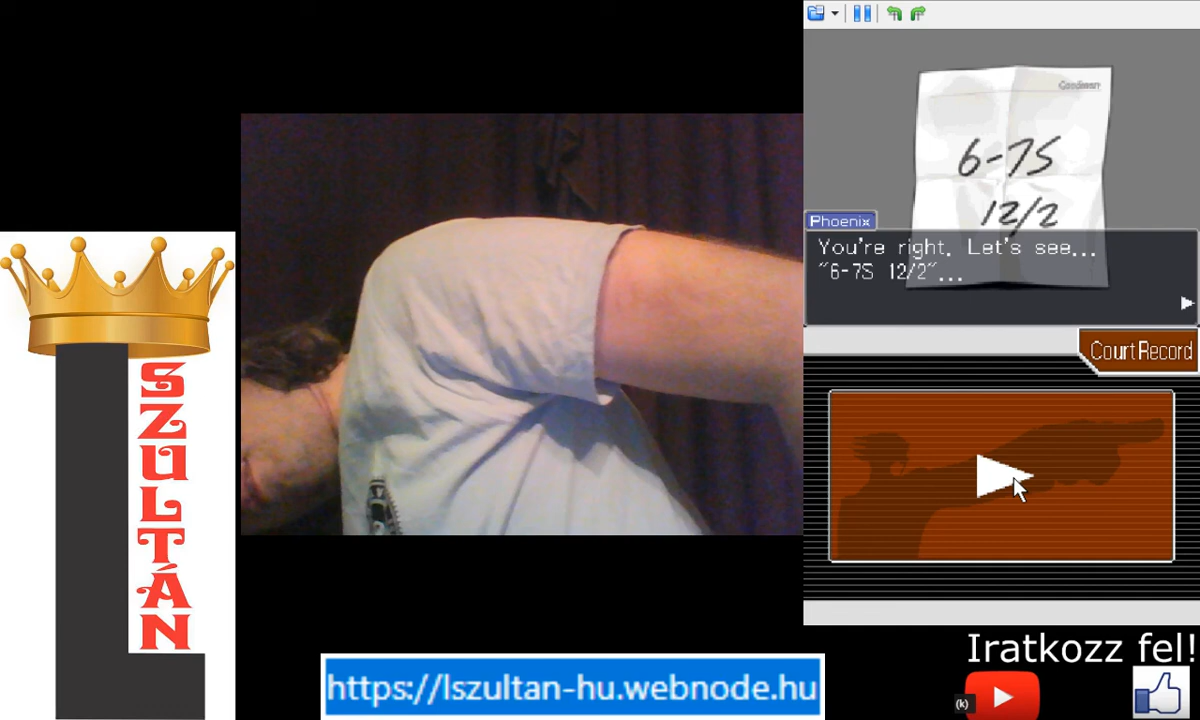 SZULTÁN
Goodman
6-7S
12/2
Phoenix
You're right. Let's see...
"6-7S 12/2"...
Court Record
https://lszultan-hu.webnode.hu
Iratkozz fel!
(k)